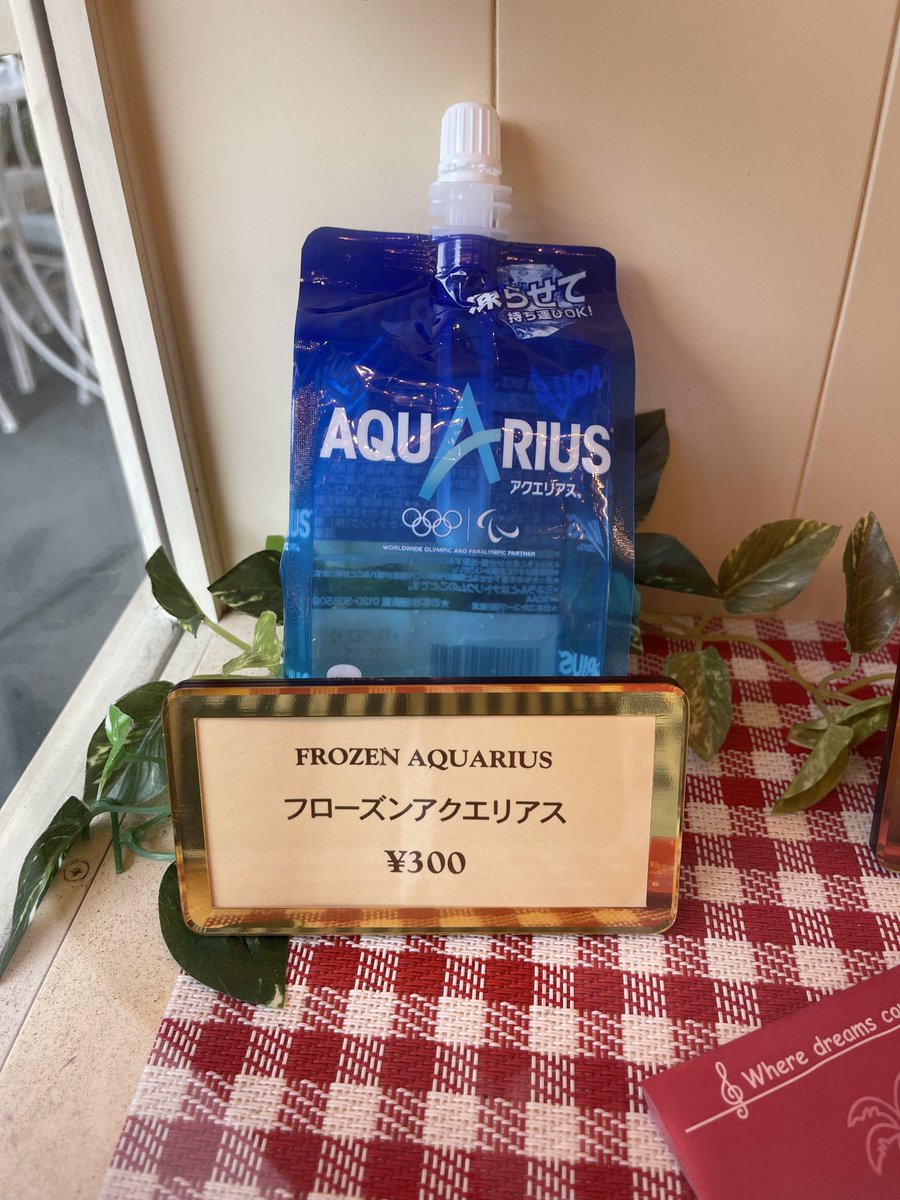 凍らせて
持ち運びOK!
AQUARIUS
アクエリアス®
WORLDWIDE OLYMPIC AND PARALYMPIC PARTNER
FROZEN AQUARIUS
フローズンアクエリアス
¥300
Where dreams co